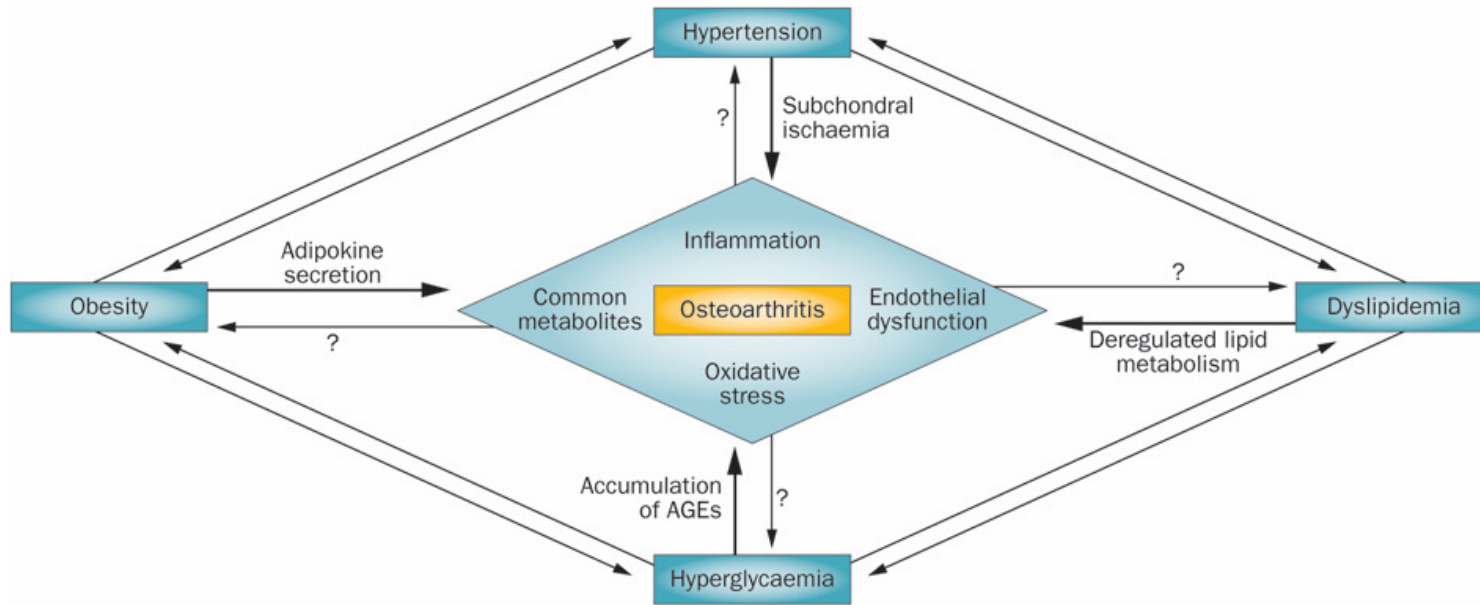 Hypertension
?
Subchondral
ischaemia
Inflammation
Adipokine
secretion
Obesity
?
Common
metabolites
Osteoarthritis
Endothelial
dysfunction
?
Dyslipidemia
Deregulated lipid
metabolism
Oxidative
stress
Accumulation
of AGEs
?
Hyperglycaemia